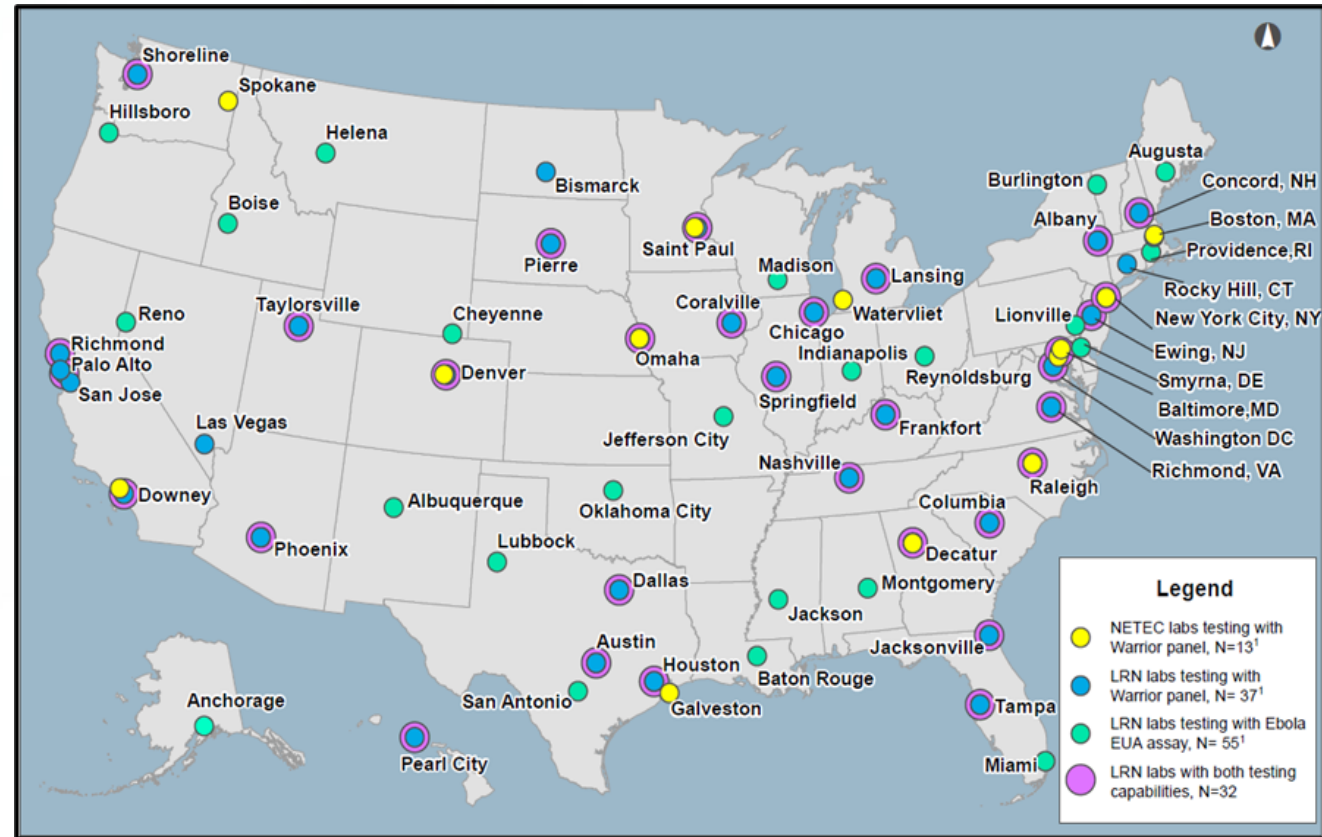 Shoreline
Spokane
Hillsboro
Helena
Augusta
Bismarck
Burlington
Concord, NH
Boise
Albany
Boston, MA
Saint Paul
Providence,RI
Pierre
Madison
Lansing
Rocky Hill, CT
Taylorsville
Coralville
Reno
Cheyenne
Watervliet
Lionville
New York City, NY
Chicago
Richmond
Omaha
Indianapolis
Ewing, NJ
Palo Alto
Denver
Reynoldsburg
Smyrna, DE
San Jose
Springfield
Baltimore,MD
Las Vegas
Jefferson City
Frankfort
Washington DC
Nashville
Richmond, VA
Downey
Raleigh
Albuquerque
Oklahoma City
Columbia
Lubbock
Phoenix
Decatur
Dallas
Montgomery
Jackson
Austin
Jacksonville
Houston
Baton Rouge
San Antonio
Anchorage
Galveston
Tampa
Pearl City
Miami
Legend
NETEC labs testing with
Warrior panel, N=13¹
LRN labs testing with
Warrior panel, N= 37¹
LRN labs testing with Ebola
EUA assay, N= 55¹
LRN labs with both testing
capabilities, N=32